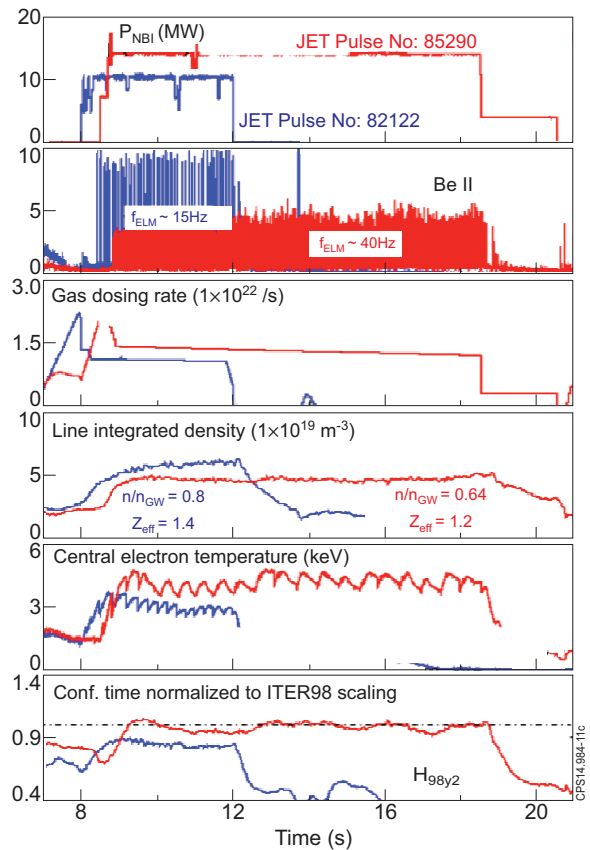 20
P_NBI (MW)
JET Pulse No: 85290
10
JET Pulse No: 82122
0
10
Be II
5
f_ELM ~ 15Hz
f_ELM ~ 40Hz
0
3.0
Gas dosing rate (1×10^22 /s)
1.5
0
10
Line integrated density (1×10^19 m^-3)
5
n/n_GW = 0.8
n/n_GW = 0.64
Z_eff = 1.4
Z_eff = 1.2
0
6
Central electron temperature (keV)
3
0
1.4
Conf. time normalized to ITER98 scaling
0.9
H_98y2
0.4
8
12
16
20
Time (s)
CPS14.984-11c